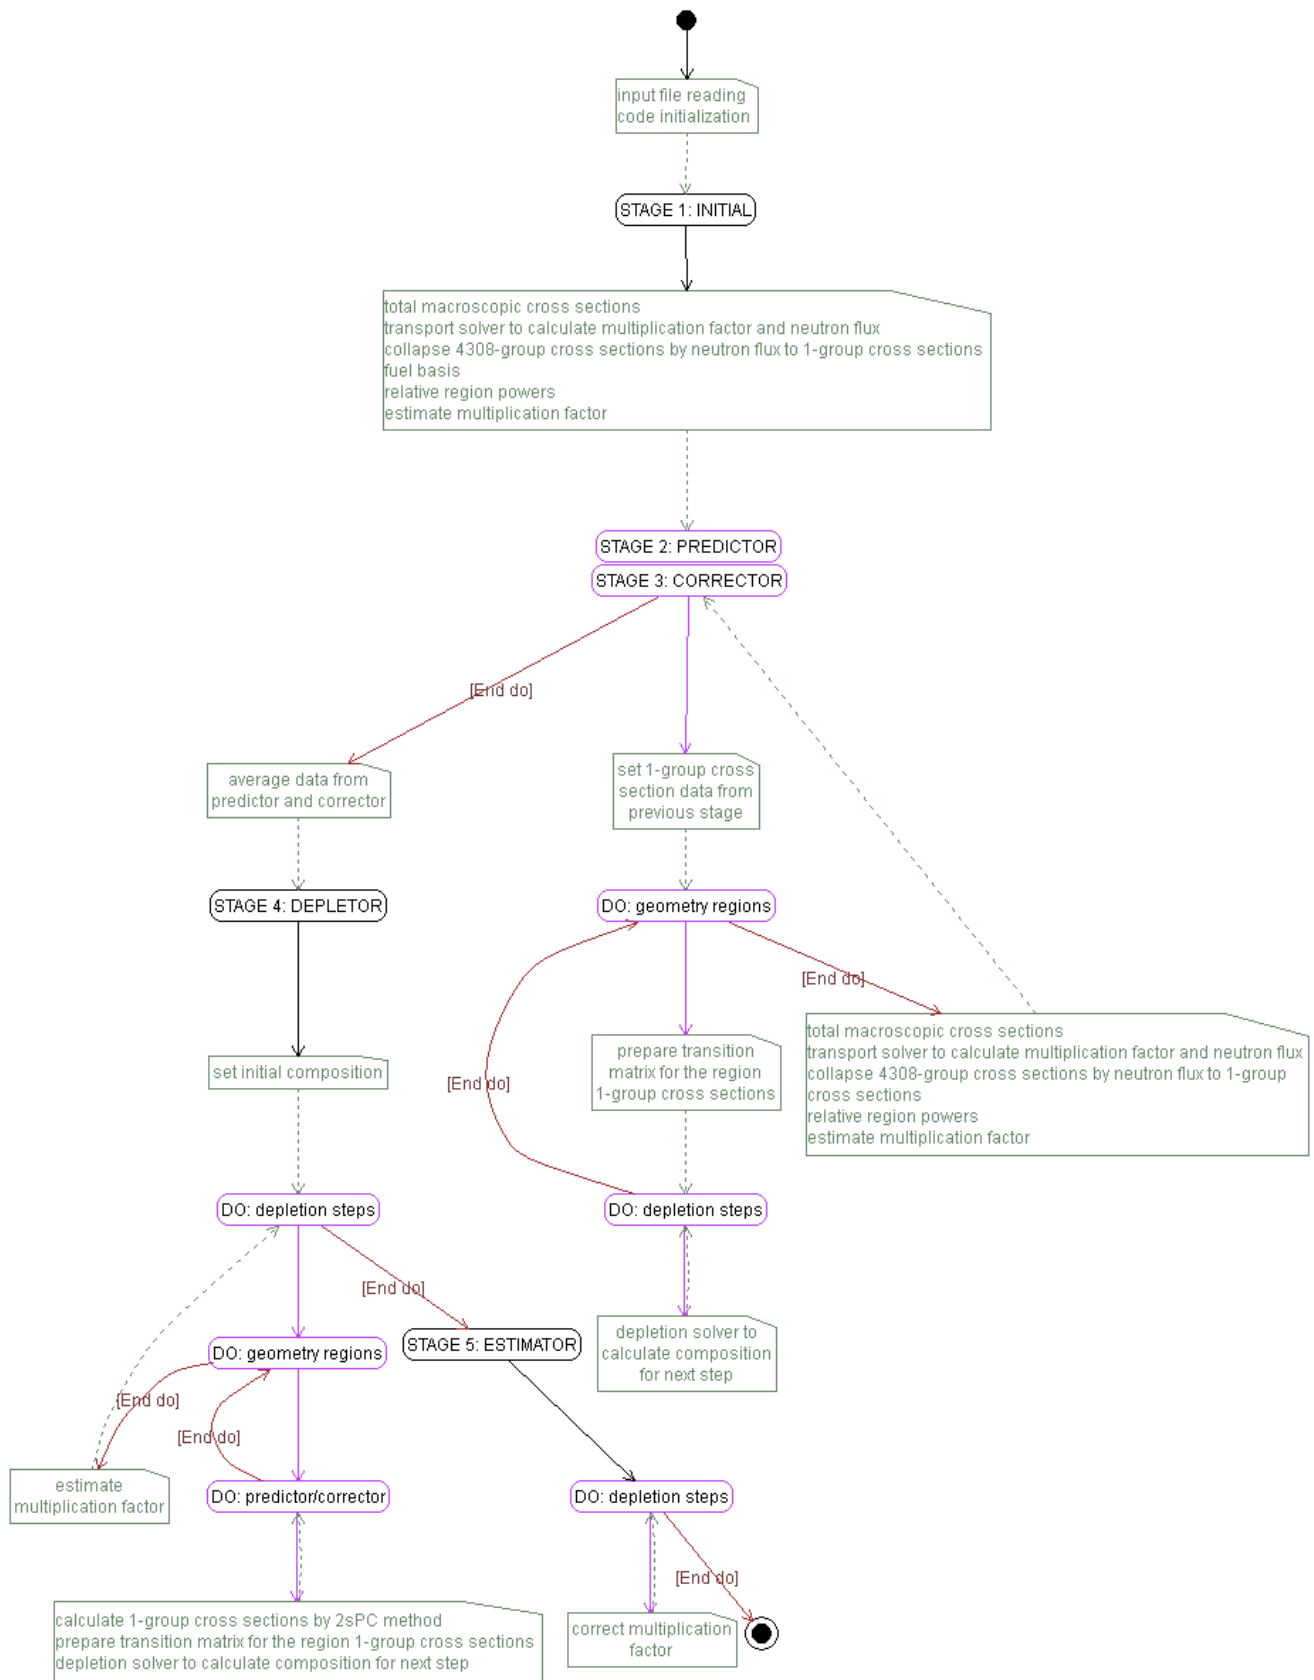 input file reading
code initialization
STAGE 1: INITIAL
total macroscopic cross sections
transport solver to calculate multiplication factor and neutron flux
collapse 4308-group cross sections by neutron flux to 1-group cross sections
fuel basis
relative region powers
estimate multiplication factor
STAGE 2: PREDICTOR
STAGE 3: CORRECTOR
[End do]
average data from
predictor and corrector
set 1-group cross
section data from
previous stage
STAGE 4: DEPLETOR
DO: geometry regions
[End do]
total macroscopic cross sections
transport solver to calculate multiplication factor and neutron flux
collapse 4308-group cross sections by neutron flux to 1-group
cross sections
relative region powers
estimate multiplication factor
set initial composition
[End do]
prepare transition
matrix for the region
1-group cross sections
DO: depletion steps
DO: depletion steps
[End do]
DO: geometry regions
STAGE 5: ESTIMATOR
depletion solver to
calculate composition
for next step
[End do]
[End do]
estimate
multiplication factor
DO: predictor/corrector
DO: depletion steps
[End do]
calculate 1-group cross sections by 2sPC method
prepare transition matrix for the region 1-group cross sections
depletion solver to calculate composition for next step
correct multiplication
factor